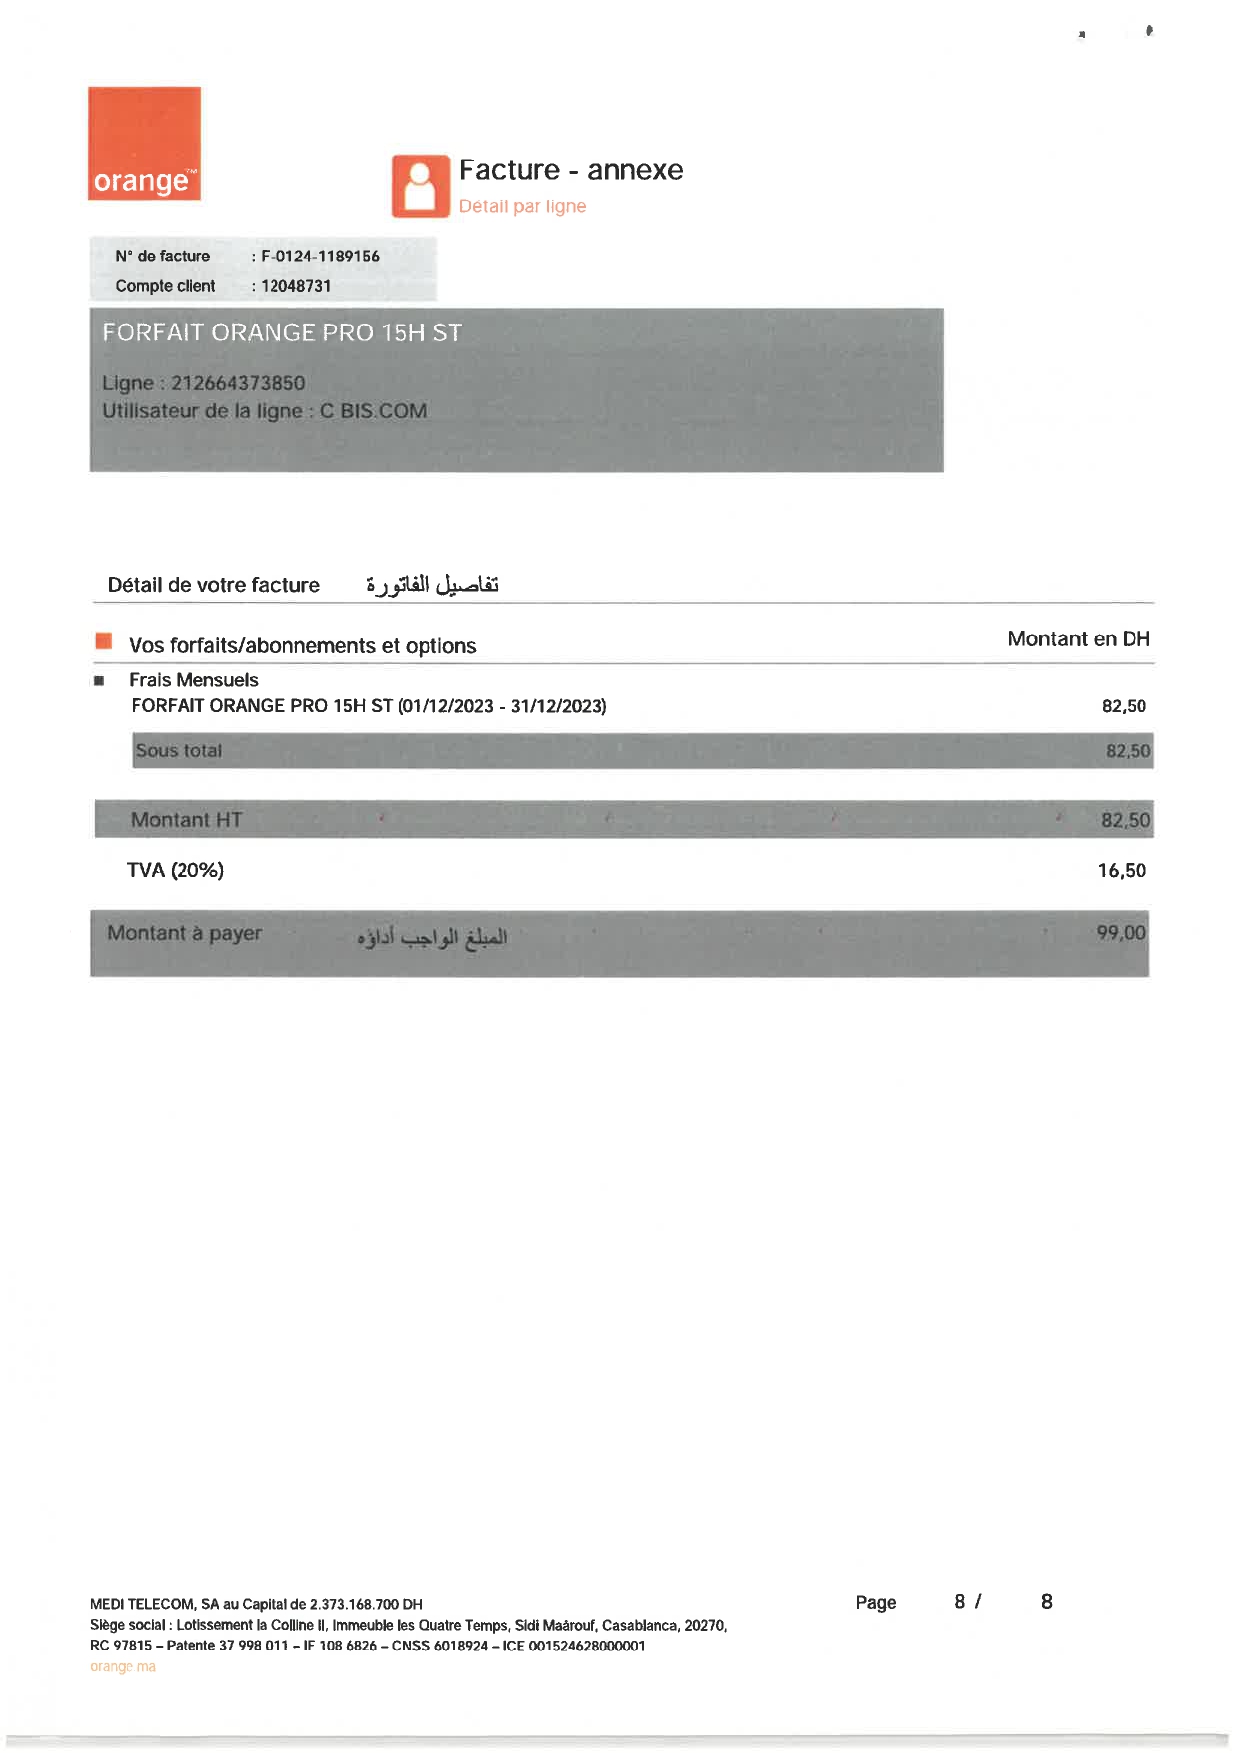 orange™
Facture - annexe
Détail par ligne
N° de facture : F-0124-1189156
Compte client : 12048731
FORFAIT ORANGE PRO 15H ST
Ligne : 212664373850
Utilisateur de la ligne : C BIS.COM
Détail de votre facture تفاصيل الفاتورة
Vos forfaits/abonnements et options Montant en DH
Frais Mensuels
FORFAIT ORANGE PRO 15H ST (01/12/2023 - 31/12/2023) 82,50
Sous total 82,50
Montant HT 82,50
TVA (20%) 16,50
Montant à payer المبلغ الواجب أداؤه 99,00
MEDI TELECOM, SA au Capital de 2.373.168.700 DH
Siège social : Lotissement la Colline II, Immeuble les Quatre Temps, Sidi Maârouf, Casablanca, 20270,
RC 97815 – Patente 37 998 011 – IF 108 6826 – CNSS 6018924 – ICE 001524628000001
orange.ma
Page 8 / 8